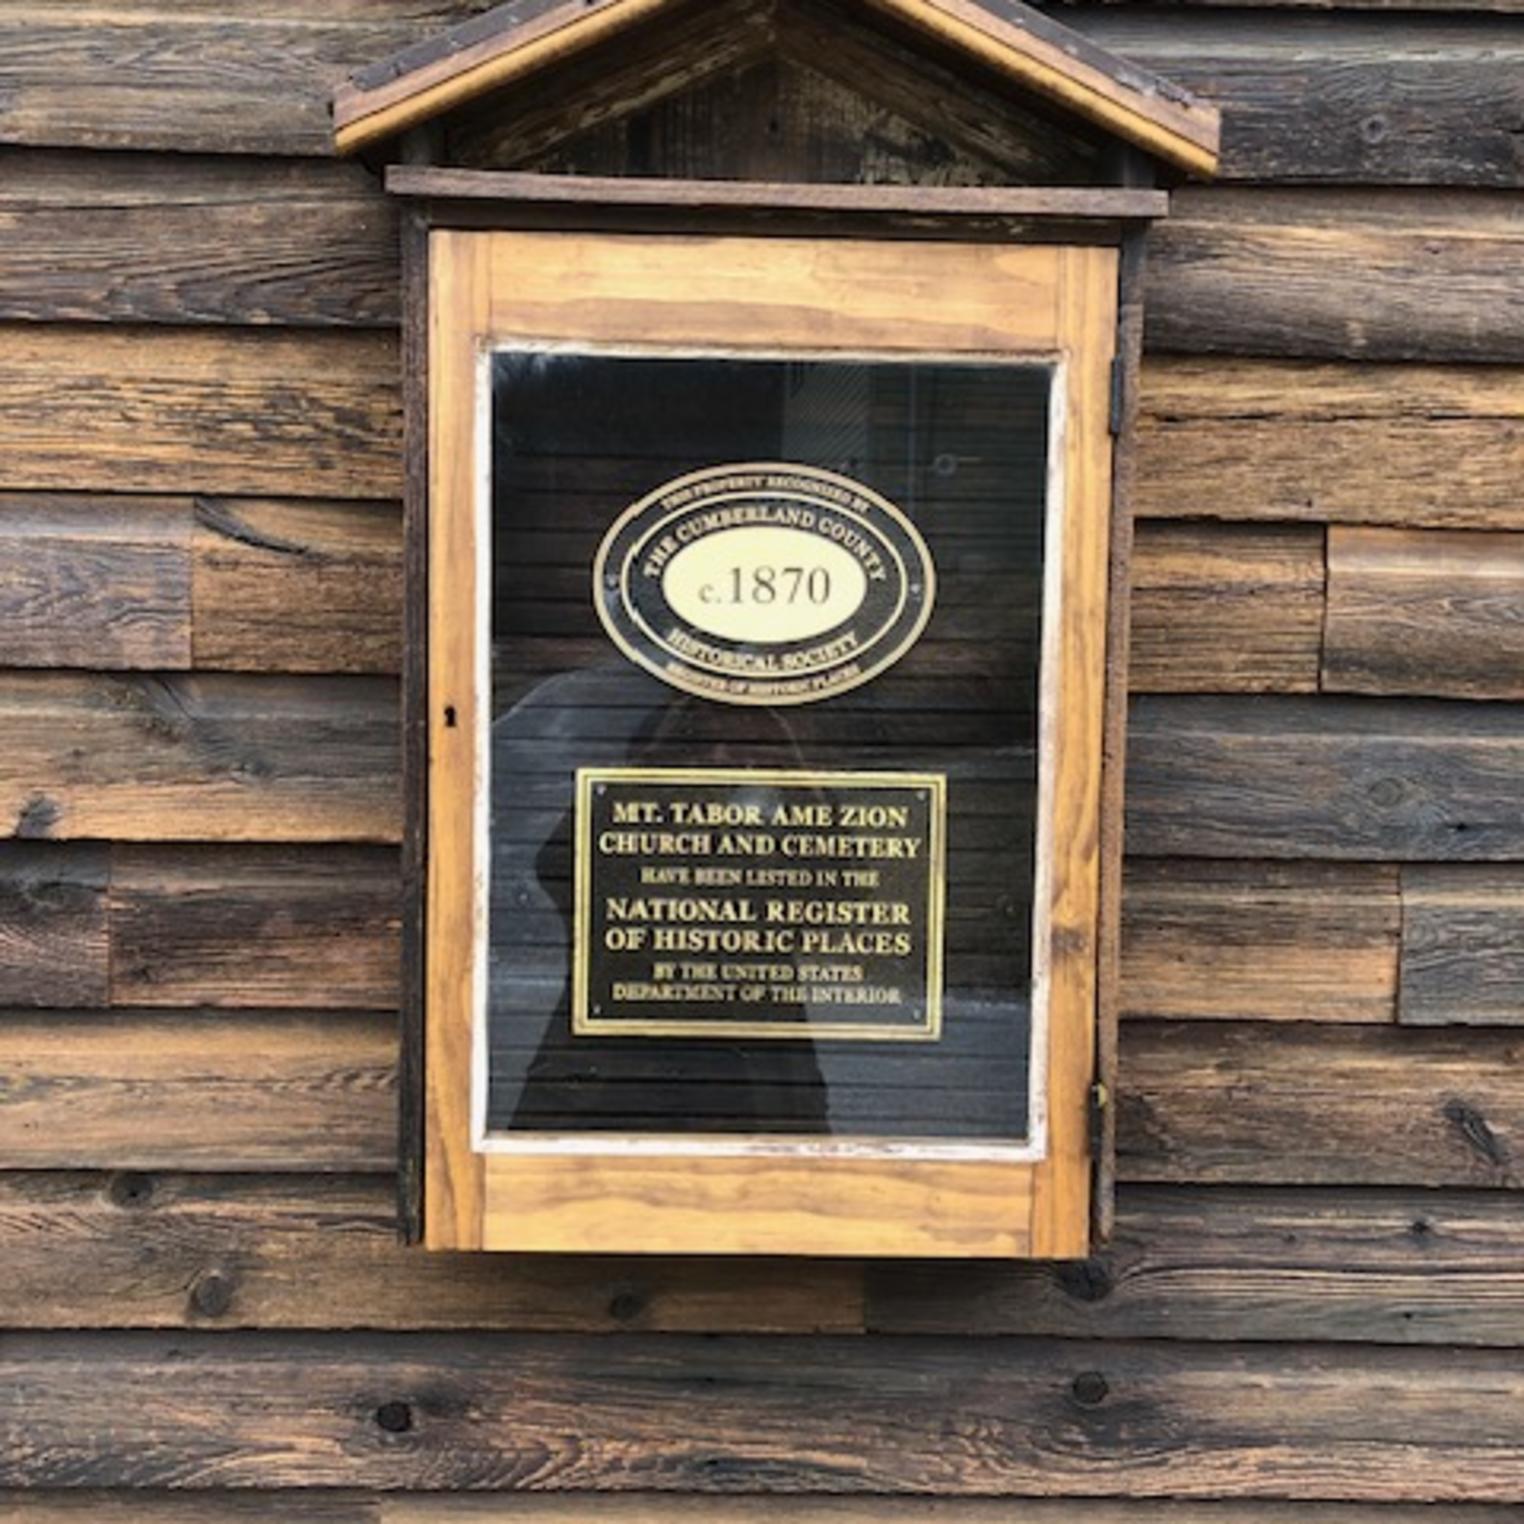 THIS PROPERTY RECOGNIZED BY
THE CUMBERLAND COUNTY
c.1870
HISTORICAL SOCIETY
REGISTER OF HISTORIC PLACES
MT. TABOR AME ZION
CHURCH AND CEMETERY
HAVE BEEN LISTED IN THE
NATIONAL REGISTER
OF HISTORIC PLACES
BY THE UNITED STATES
DEPARTMENT OF THE INTERIOR